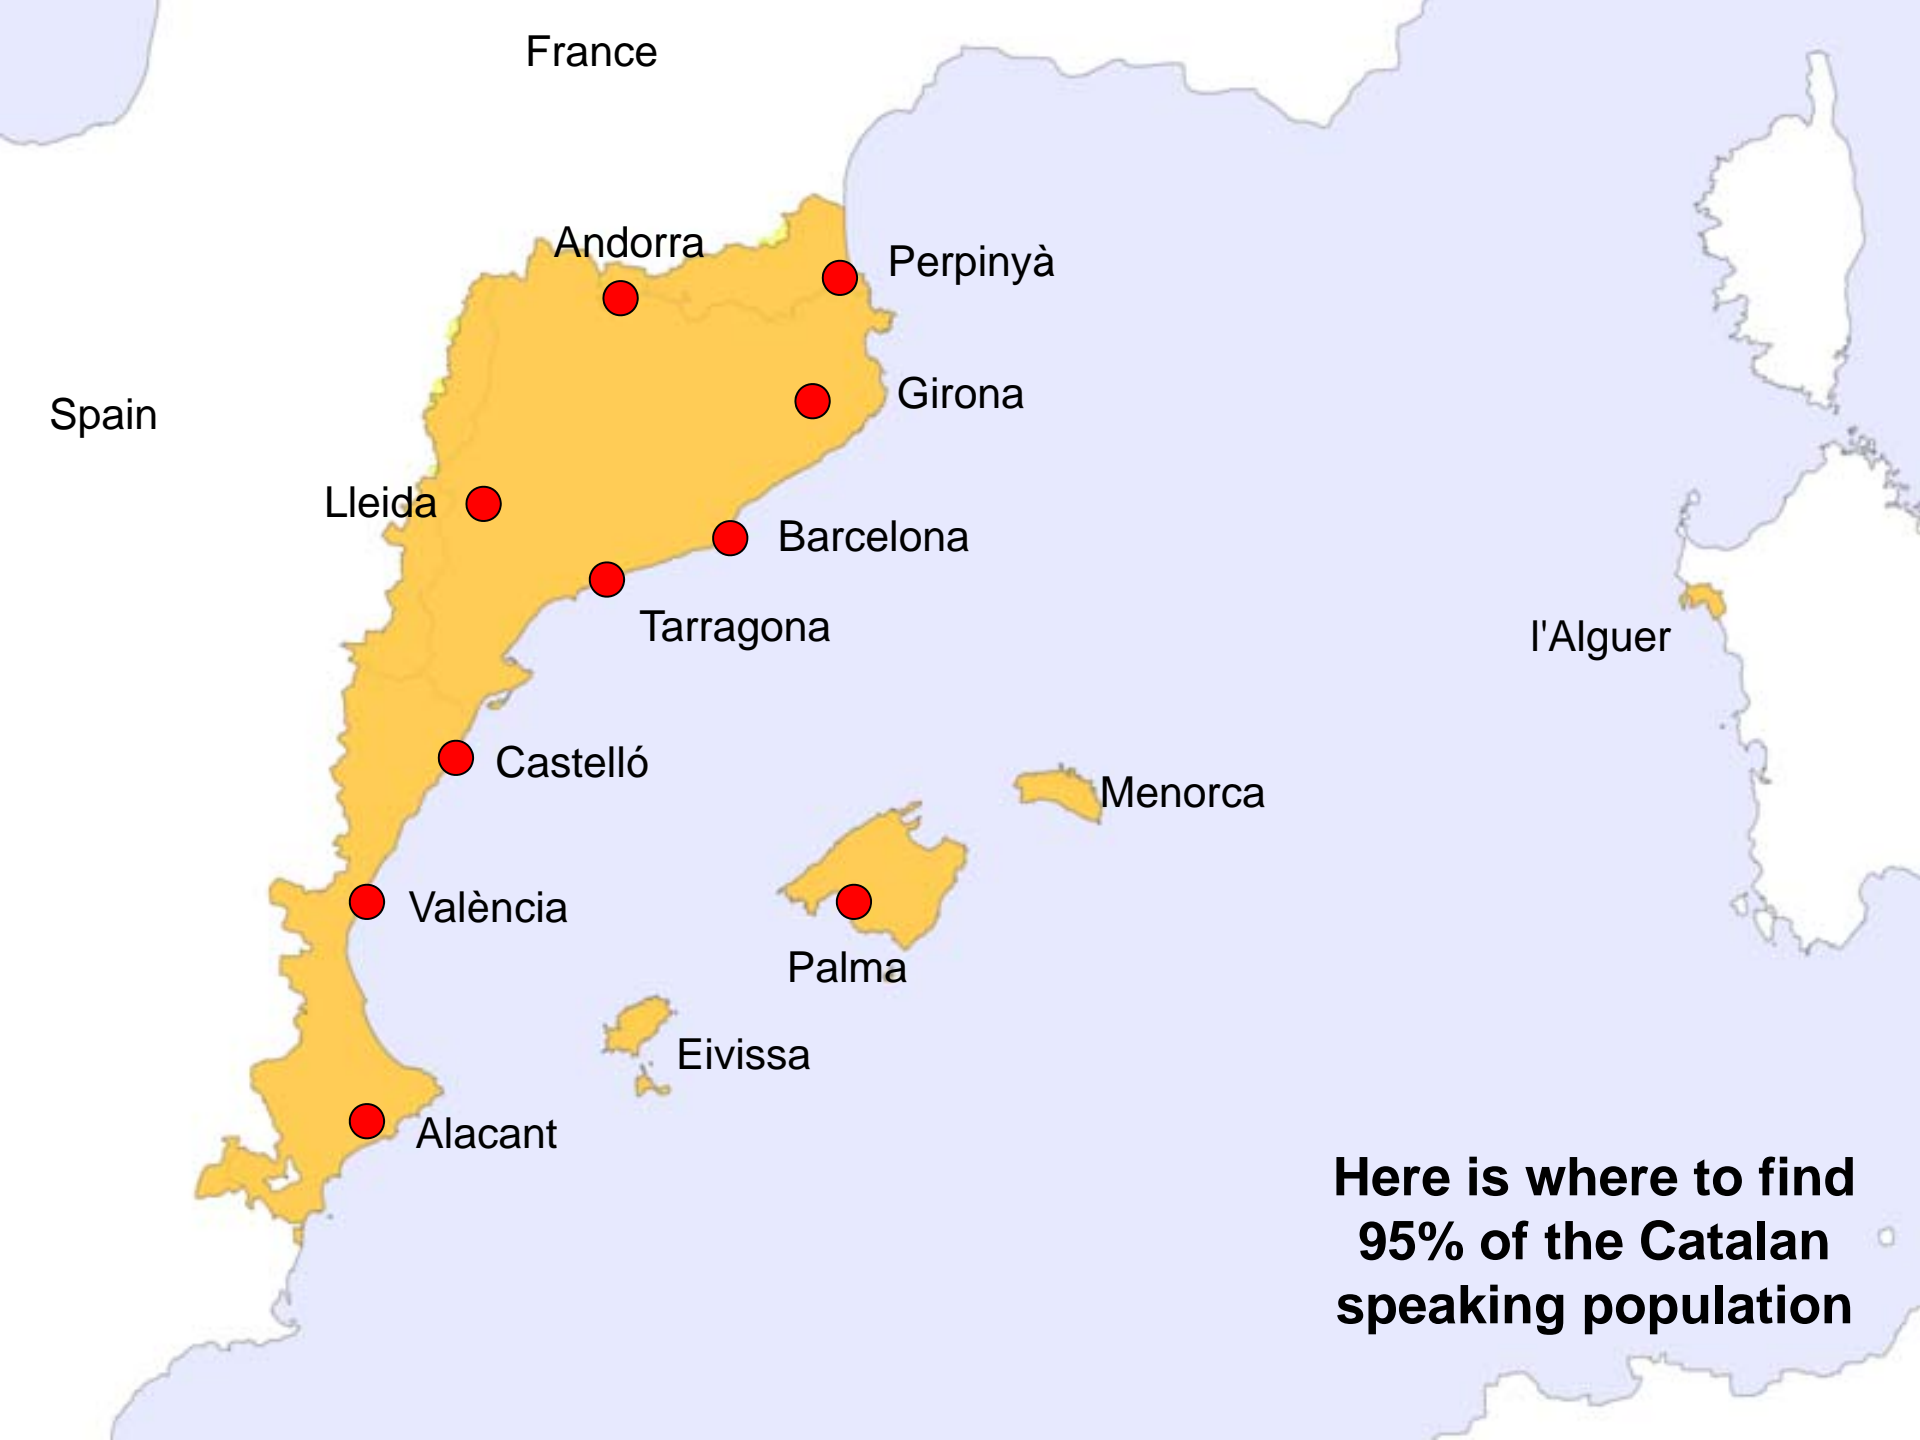 France
Andorra
Perpinyà
Girona
Spain
Lleida
Barcelona
Tarragona
l'Alguer
Castelló
Menorca
València
Palma
Eivissa
Alacant
Here is where to find
95% of the Catalan
speaking population